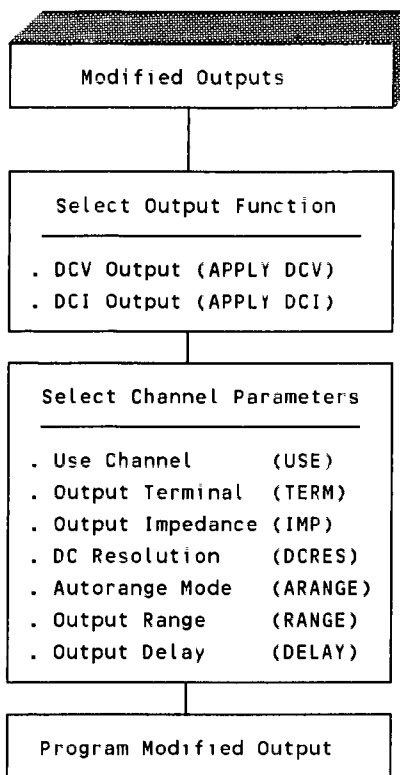 Modified Outputs
Select Output Function
. DCV Output (APPLY DCV)
. DCI Output (APPLY DCI)
Select Channel Parameters
. Use Channel (USE)
. Output Terminal (TERM)
. Output Impedance (IMP)
. DC Resolution (DCRES)
. Autorange Mode (ARANGE)
. Output Range (RANGE)
. Output Delay (DELAY)
Program Modified Output